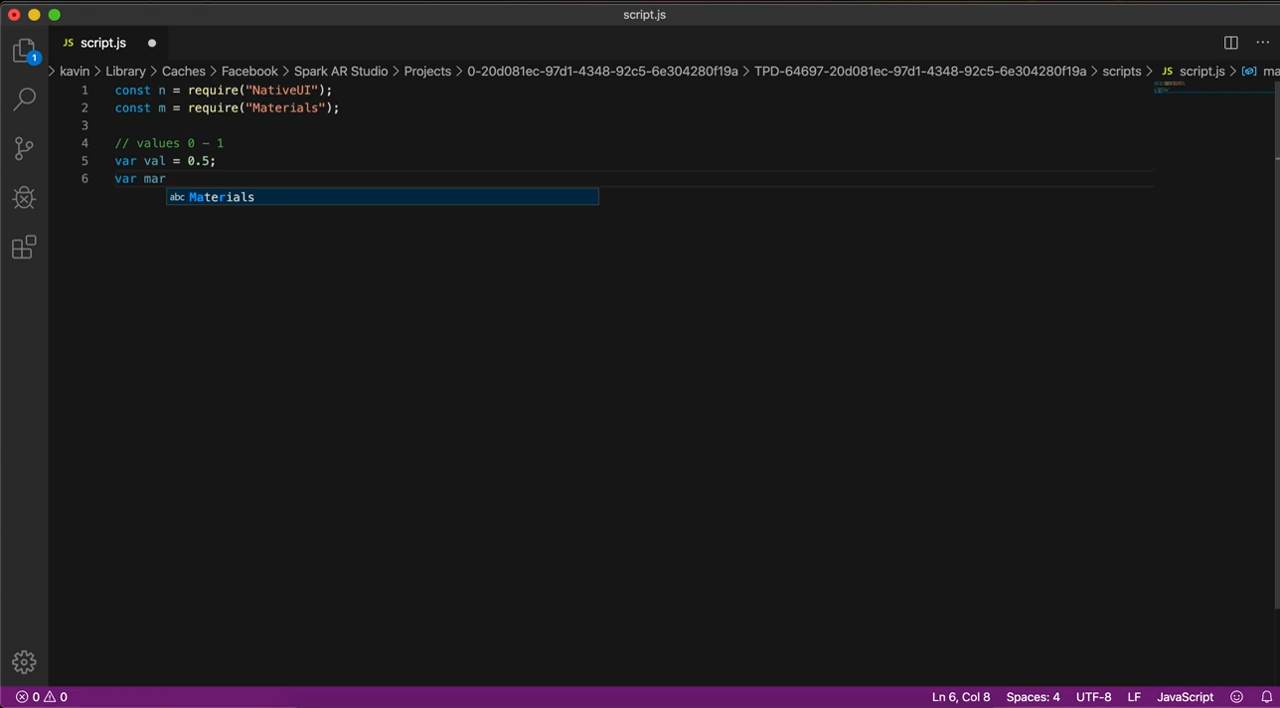 script.js
JS script.js
1
kavin > Library > Caches > Facebook > Spark AR Studio > Projects > 0-20d081ec-97d1-4348-92c5-6e304280f19a > TPD-64697-20d081ec-97d1-4348-92c5-6e304280f19a > scripts > JS script.js > ma
1 const n = require("NativeUI");
2 const m = require("Materials");
3
4 // values 0 - 1
5 var val = 0.5;
6 var mar
abc Materials
0 0 Ln 6, Col 8 Spaces: 4 UTF-8 LF JavaScript